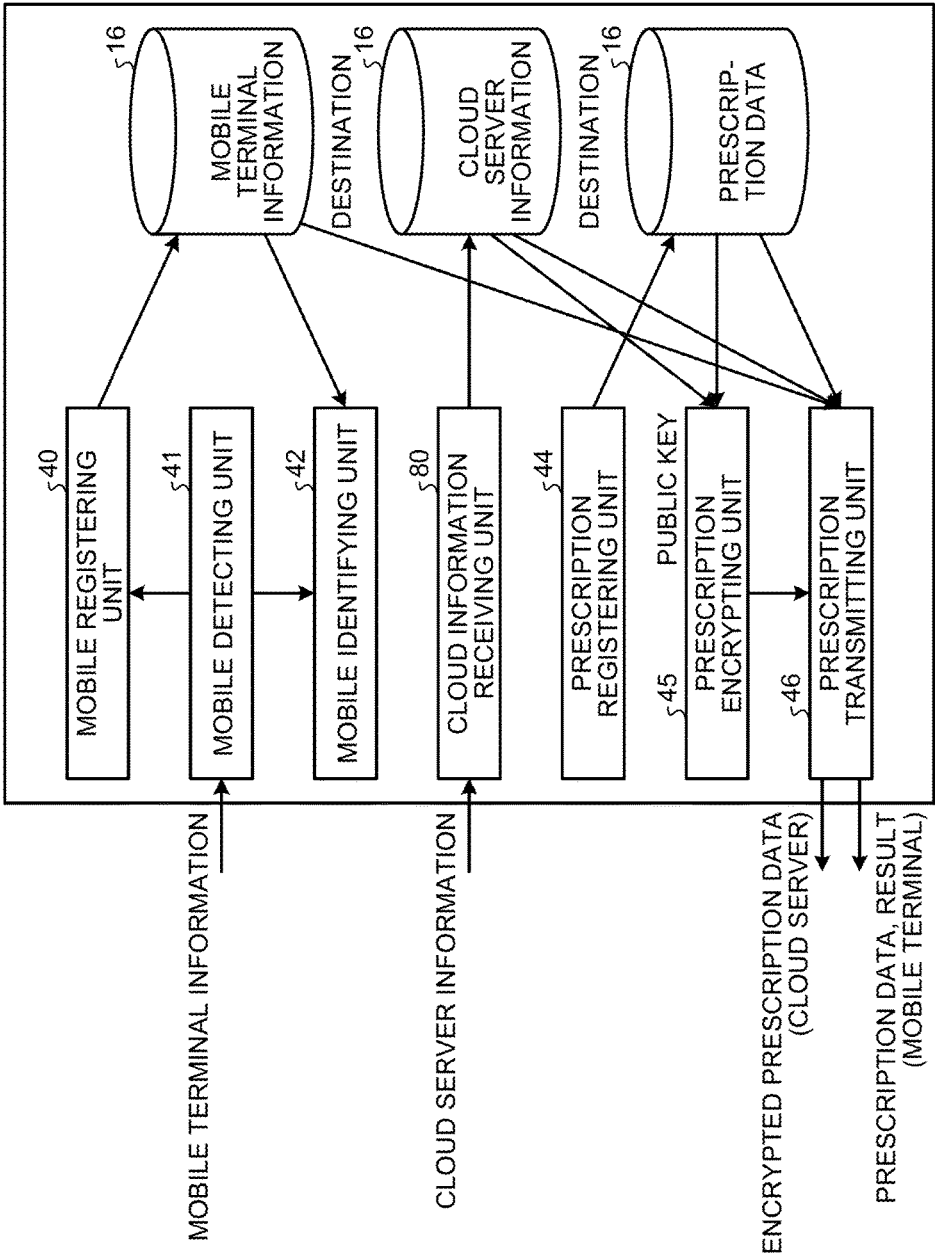 MOBILE TERMINAL INFORMATION
CLOUD SERVER INFORMATION
ENCRYPTED PRESCRIPTION DATA
(CLOUD SERVER)
PRESCRIPTION DATA, RESULT
(MOBILE TERMINAL)
40
MOBILE REGISTERING
UNIT
41
MOBILE DETECTING UNIT
42
MOBILE IDENTIFYING UNIT
80
CLOUD INFORMATION
RECEIVING UNIT
44
PRESCRIPTION
REGISTERING UNIT
PUBLIC KEY
45
PRESCRIPTION
ENCRYPTING UNIT
46
PRESCRIPTION
TRANSMITTING UNIT
16
MOBILE
TERMINAL
INFORMATION
DESTINATION
16
CLOUD
SERVER
INFORMATION
DESTINATION
16
PRESCRIP-
TION DATA